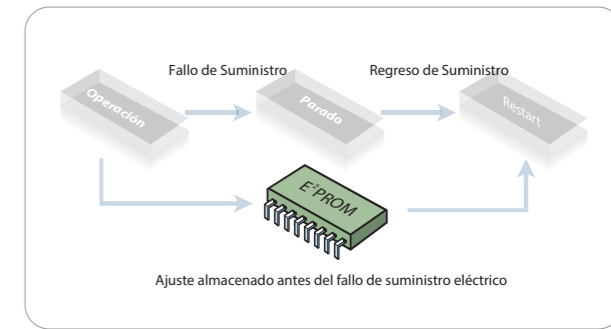 Fallo de Suministro
Regreso de Suministro
Operación
Parado
Restart
E²PROM
Ajuste almacenado antes del fallo de suministro eléctrico